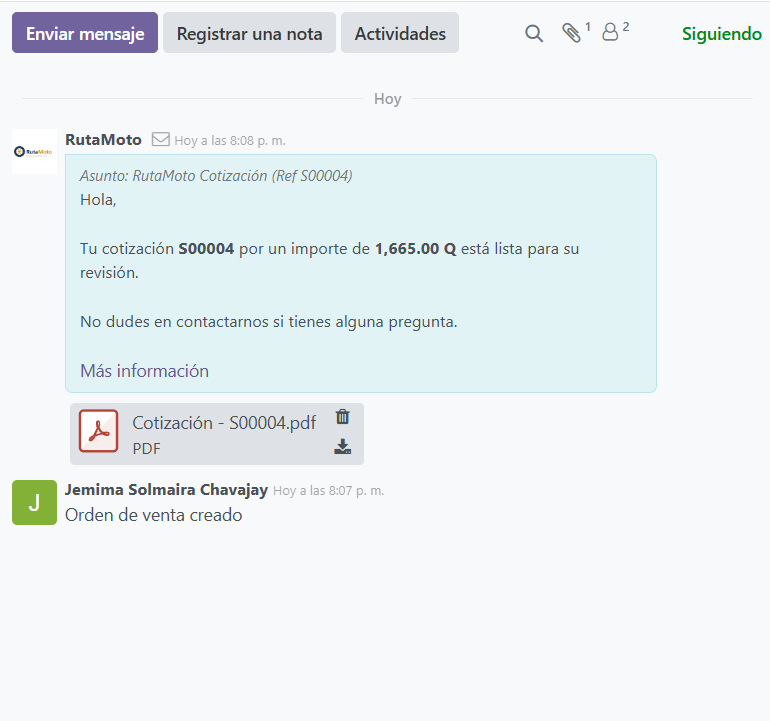 Enviar mensaje Registrar una nota Actividades 1 2 Siguiendo
Hoy
RutaMoto Hoy a las 8:08 p. m.
RutaMoto
Asunto: RutaMoto Cotización (Ref S00004)
Hola,
Tu cotización S00004 por un importe de 1,665.00 Q está lista para su
revisión.
No dudes en contactarnos si tienes alguna pregunta.
Más información
Cotización - S00004.pdf
PDF
J
Jemima Solmaira Chavajay Hoy a las 8:07 p. m.
Orden de venta creado